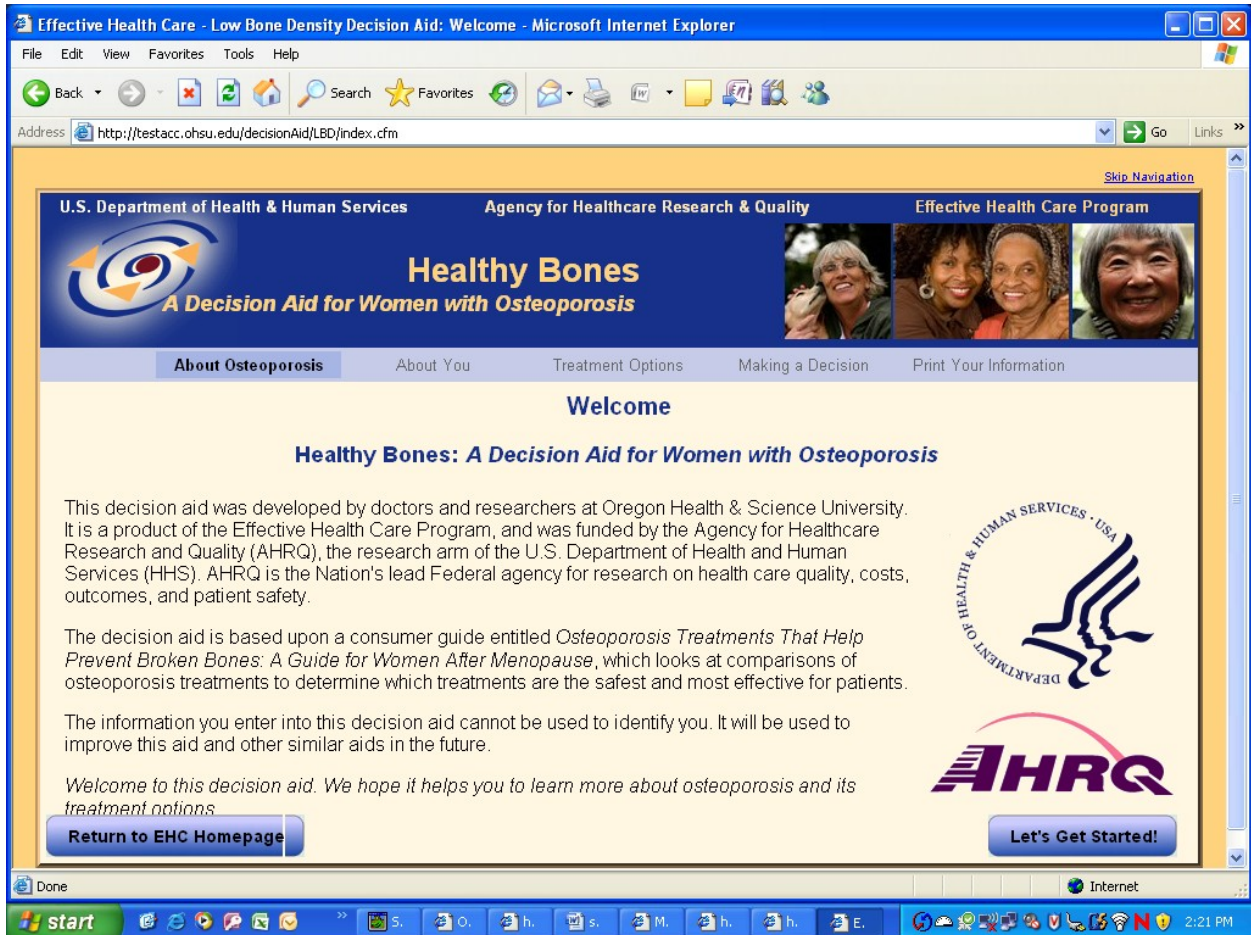 Effective Health Care - Low Bone Density Decision Aid: Welcome - Microsoft Internet Explorer
File Edit View Favorites Tools Help
Back Search Favorites
Address http://testacc.ohsu.edu/decisionAid/LBD/index.cfm Go Links »
Skip Navigation
U.S. Department of Health & Human Services Agency for Healthcare Research & Quality Effective Health Care Program
Healthy Bones
A Decision Aid for Women with Osteoporosis
About Osteoporosis About You Treatment Options Making a Decision Print Your Information
Welcome
Healthy Bones: A Decision Aid for Women with Osteoporosis
This decision aid was developed by doctors and researchers at Oregon Health & Science University.
It is a product of the Effective Health Care Program, and was funded by the Agency for Healthcare
Research and Quality (AHRQ), the research arm of the U.S. Department of Health and Human
Services (HHS). AHRQ is the Nation's lead Federal agency for research on health care quality, costs,
outcomes, and patient safety.
The decision aid is based upon a consumer guide entitled Osteoporosis Treatments That Help
Prevent Broken Bones: A Guide for Women After Menopause, which looks at comparisons of
osteoporosis treatments to determine which treatments are the safest and most effective for patients.
The information you enter into this decision aid cannot be used to identify you. It will be used to
improve this aid and other similar aids in the future.
Welcome to this decision aid. We hope it helps you to learn more about osteoporosis and its
treatment options
DEPARTMENT OF HEALTH & HUMAN SERVICES · USA
AHRQ
Return to EHC Homepage Let's Get Started!
Done Internet
start » S. O. h. s. M. h. h. E. 2:21 PM